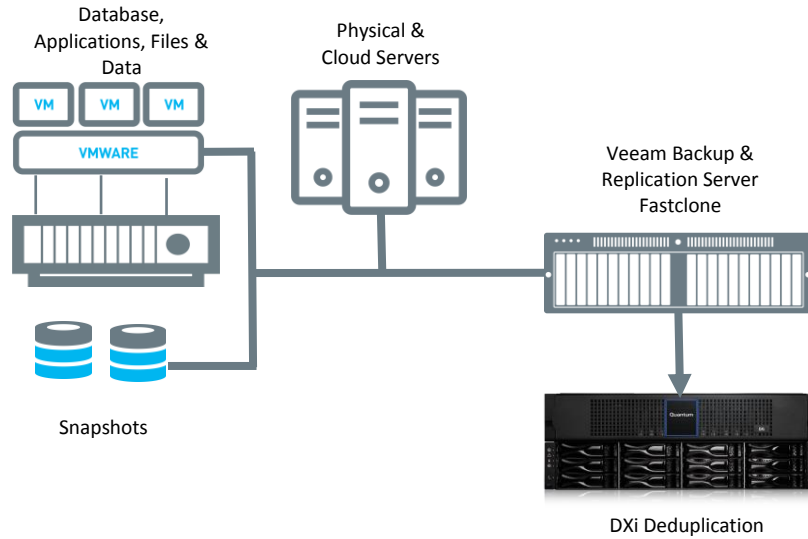 Database,
Applications, Files &
Data
VM VM VM
VMWARE
Snapshots
Physical &
Cloud Servers
Veeam Backup &
Replication Server
Fastclone
Quantum
DXi Deduplication